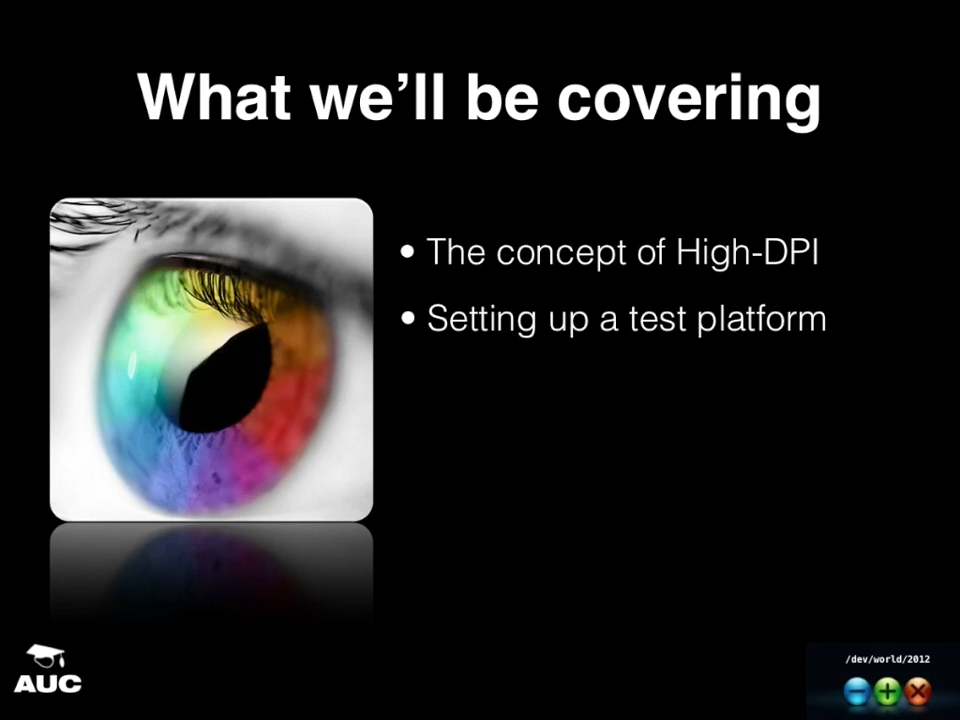 What we’ll be covering
• The concept of High-DPI
• Setting up a test platform
AUC
/dev/world/2012